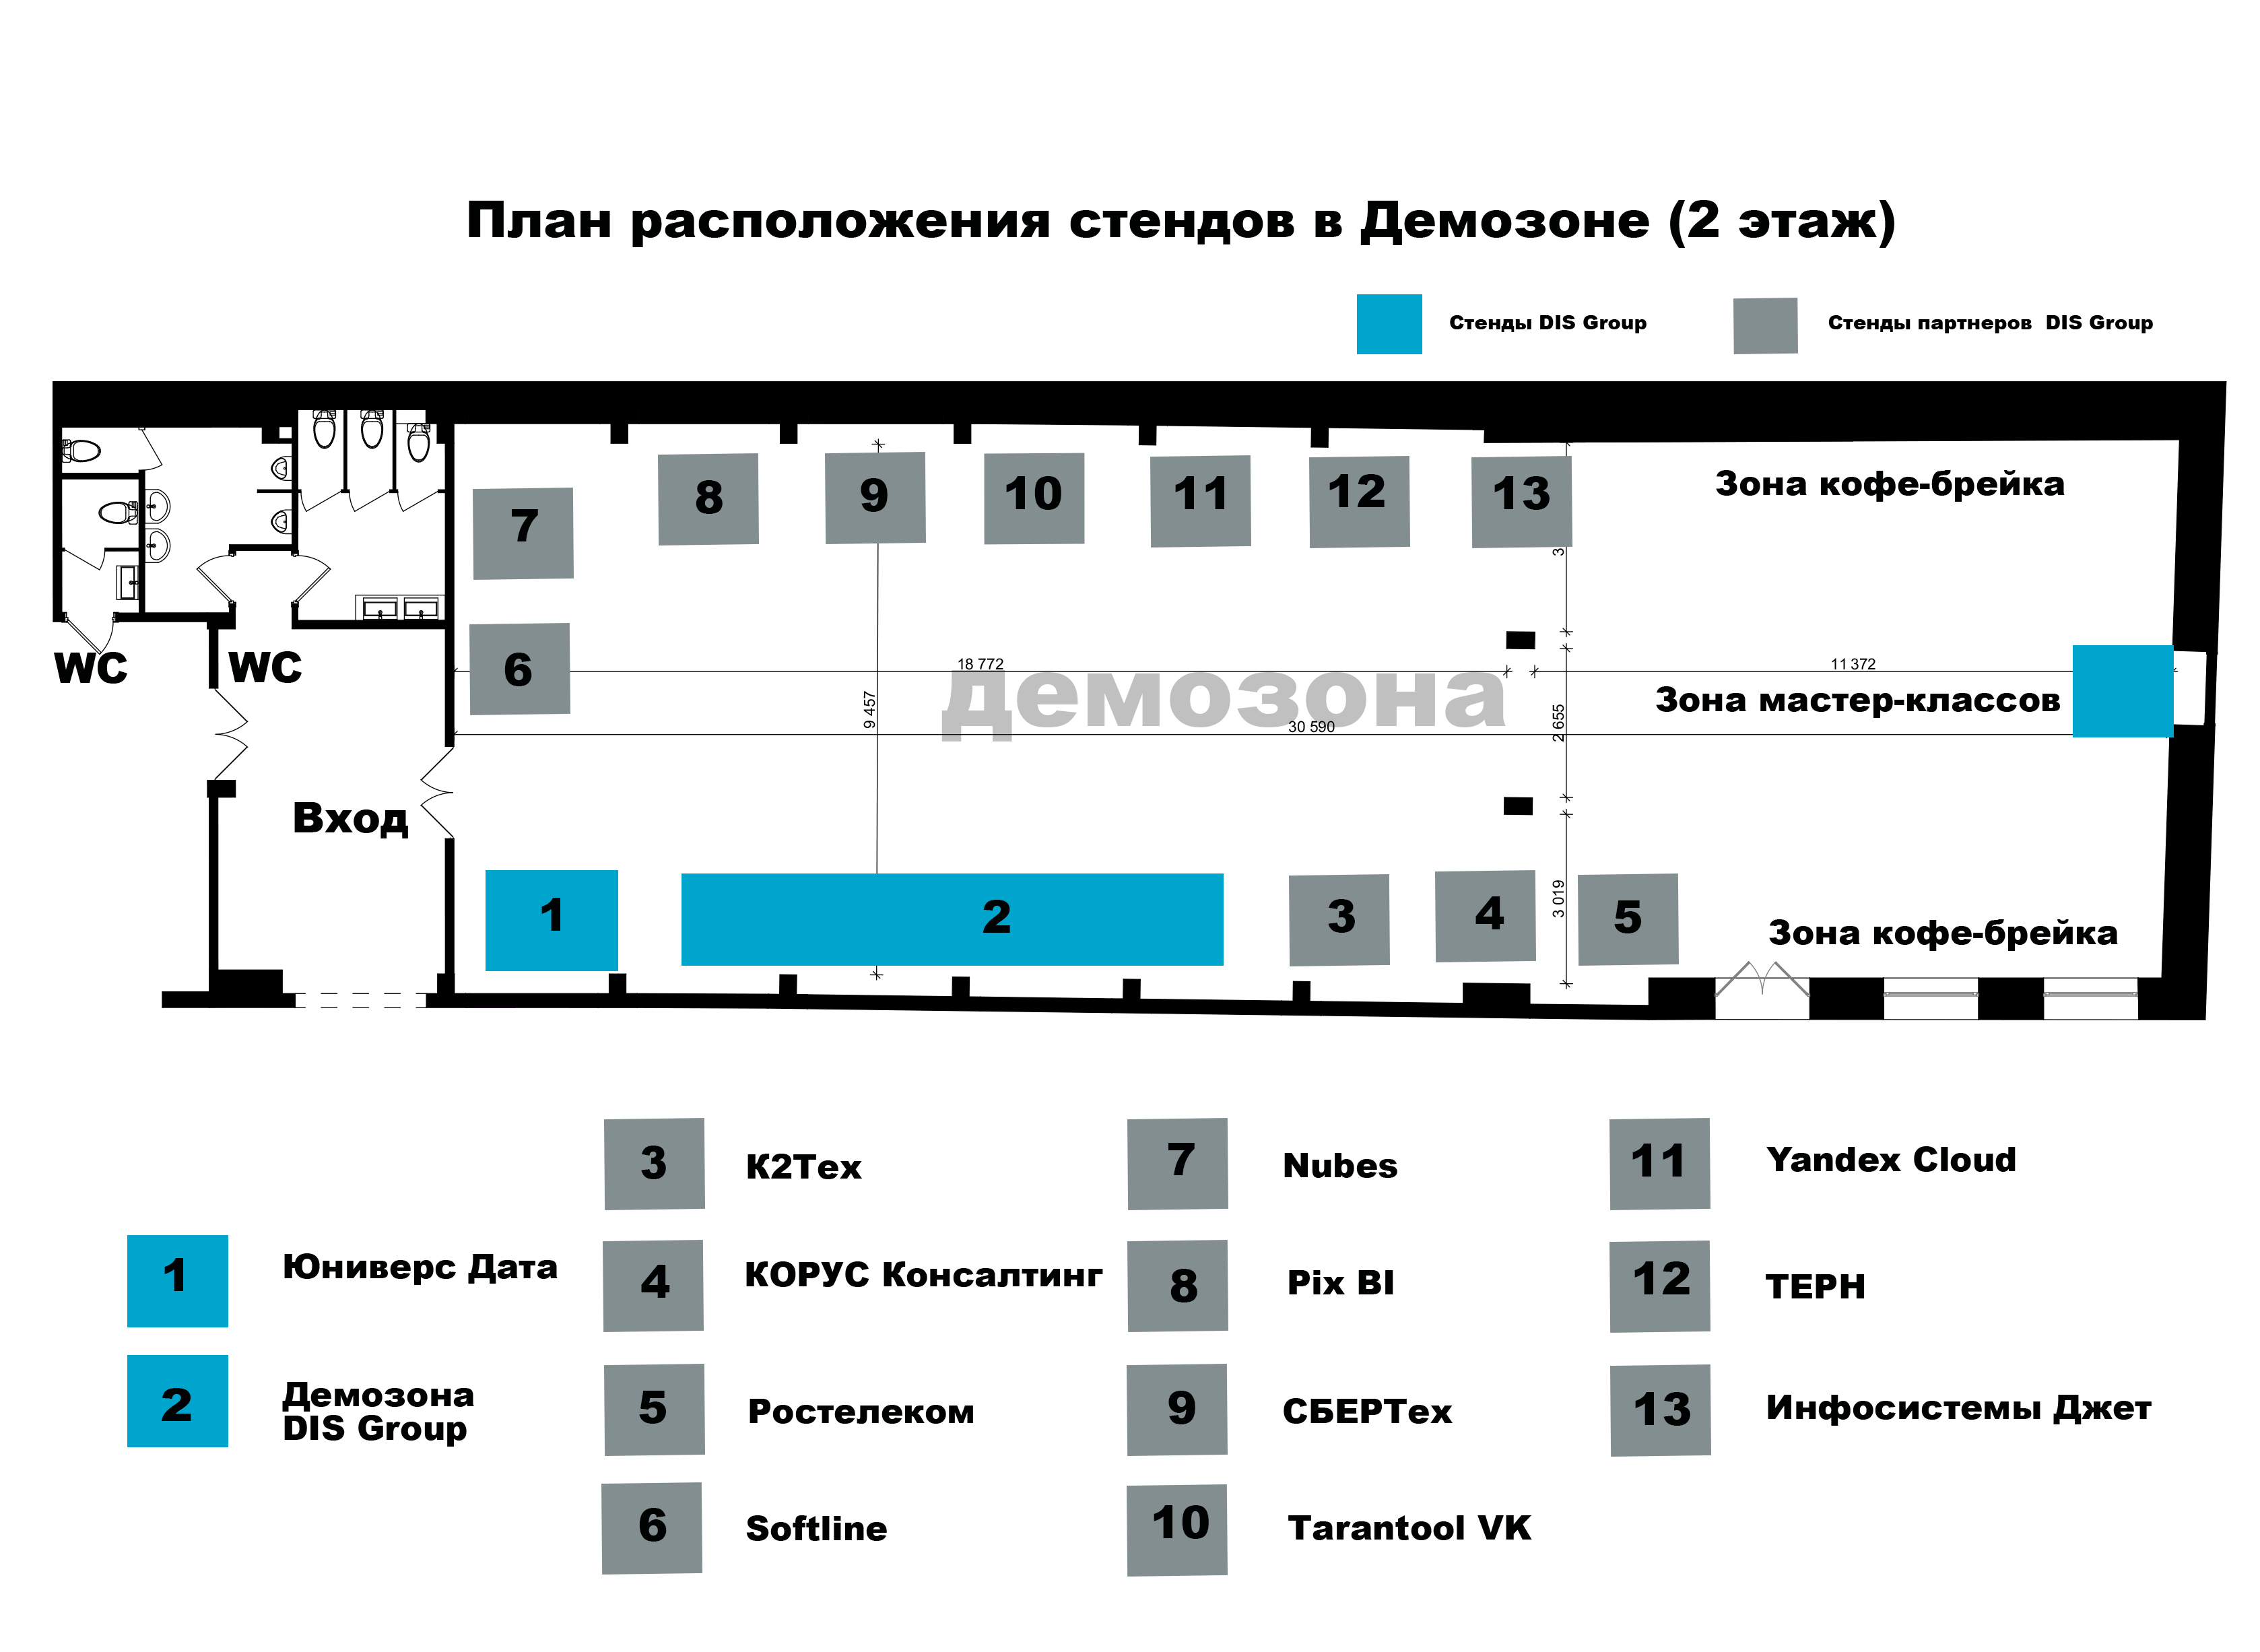 План расположения стендов в Демозоне (2 этаж)
Стенды DIS Group
Стенды партнеров DIS Group
7
8
9
10
11
12
13
Зона кофе-брейка
3
WC
WC
6
18 772
11 372
демозона
Зона мастер-классов
9 457
30 590
2 655
Вход
1
2
3
4
3 019
5
Зона кофе-брейка
1
Юниверс Дата
2
Демозона
DIS Group
3
К2Тех
4
КОРУС Консалтинг
5
Ростелеком
6
Softline
7
Nubes
8
Pix BI
9
СБЕРТех
10
Tarantool VK
11
Yandex Cloud
12
ТЕРН
13
Инфосистемы Джет